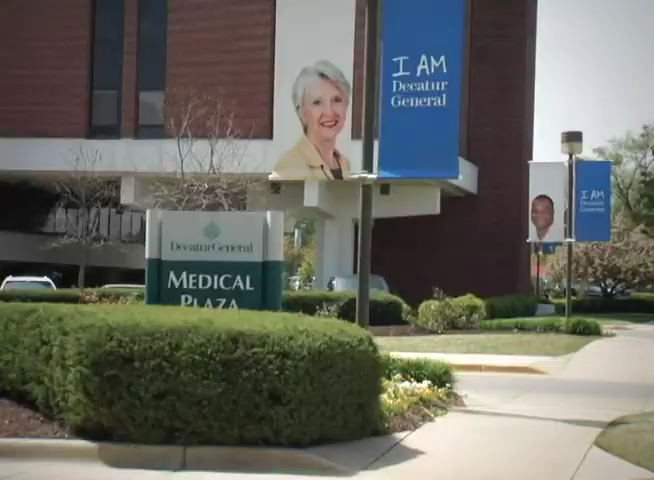 I AM
Decatur
General
I AM
Decatur
General
DecaturGeneral
MEDICAL
PLAZA